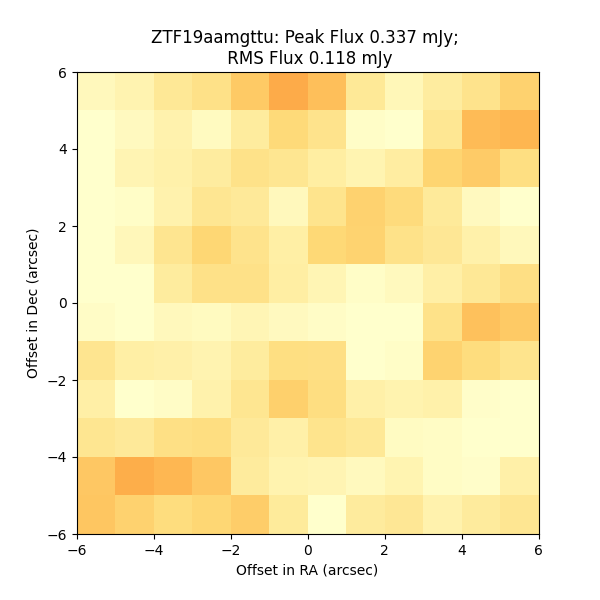 ZTF19aamgttu: Peak Flux 0.337 mJy;
RMS Flux 0.118 mJy
6
4
2
0
−2
−4
−6
Offset in Dec (arcsec)
−6 −4 −2 0 2 4 6
Offset in RA (arcsec)